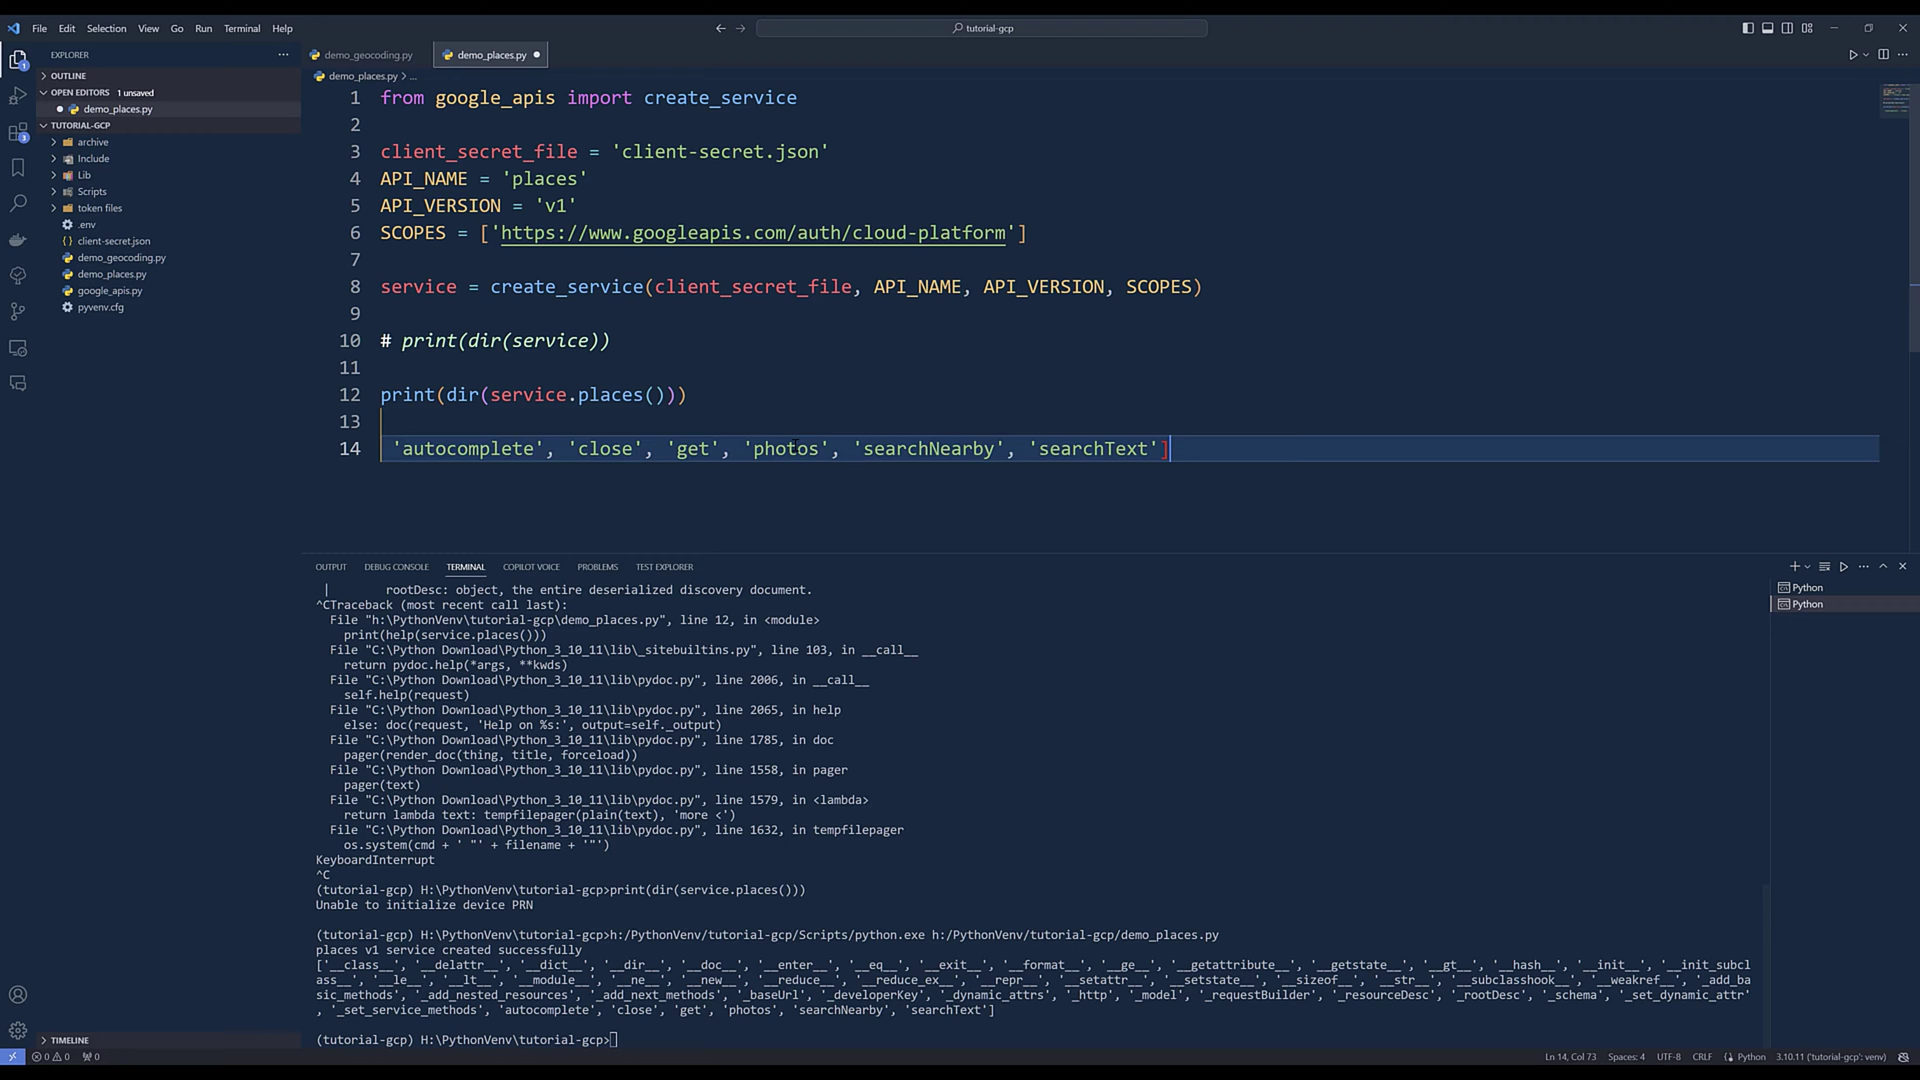 File Edit Selection View Go Run Terminal Help
tutorial-gcp
EXPLORER
OUTLINE
OPEN EDITORS 1 unsaved
demo_places.py
TUTORIAL-GCP
archive
Include
Lib
Scripts
token files
.env
client-secret.json
demo_geocoding.py
demo_places.py
google_apis.py
pyvenv.cfg
TIMELINE
demo_geocoding.py demo_places.py
demo_places.py > ...
1 from google_apis import create_service
2
3 client_secret_file = 'client-secret.json'
4 API_NAME = 'places'
5 API_VERSION = 'v1'
6 SCOPES = ['https://www.googleapis.com/auth/cloud-platform']
7
8 service = create_service(client_secret_file, API_NAME, API_VERSION, SCOPES)
9
10 # print(dir(service))
11
12 print(dir(service.places()))
13
14 'autocomplete', 'close', 'get', 'photos', 'searchNearby', 'searchText']
OUTPUT DEBUG CONSOLE TERMINAL COPILOT VOICE PROBLEMS TEST EXPLORER
Python
Python
| rootDesc: object, the entire deserialized discovery document.
^CTraceback (most recent call last):
File "h:\PythonVenv\tutorial-gcp\demo_places.py", line 12, in <module>
print(help(service.places()))
File "C:\Python Download\Python_3_10_11\lib\_sitebuiltins.py", line 103, in __call__
return pydoc.help(*args, **kwds)
File "C:\Python Download\Python_3_10_11\lib\pydoc.py", line 2006, in __call__
self.help(request)
File "C:\Python Download\Python_3_10_11\lib\pydoc.py", line 2065, in help
else: doc(request, 'Help on %s:', output=self._output)
File "C:\Python Download\Python_3_10_11\lib\pydoc.py", line 1785, in doc
pager(render_doc(thing, title, forceload))
File "C:\Python Download\Python_3_10_11\lib\pydoc.py", line 1558, in pager
pager(text)
File "C:\Python Download\Python_3_10_11\lib\pydoc.py", line 1579, in <lambda>
return lambda text: tempfilepager(plain(text), 'more <')
File "C:\Python Download\Python_3_10_11\lib\pydoc.py", line 1632, in tempfilepager
os.system(cmd + ' "' + filename + '"')
KeyboardInterrupt
^C
(tutorial-gcp) H:\PythonVenv\tutorial-gcp>print(dir(service.places()))
Unable to initialize device PRN
(tutorial-gcp) H:\PythonVenv\tutorial-gcp>h:/PythonVenv/tutorial-gcp/Scripts/python.exe h:/PythonVenv/tutorial-gcp/demo_places.py
places v1 service created successfully
['__class__', '__delattr__', '__dict__', '__dir__', '__doc__', '__enter__', '__eq__', '__exit__', '__format__', '__ge__', '__getattribute__', '__getstate__', '__gt__', '__hash__', '__init__', '__init_subcl
ass__', '__le__', '__lt__', '__module__', '__ne__', '__new__', '__reduce__', '__reduce_ex__', '__repr__', '__setattr__', '__setstate__', '__sizeof__', '__str__', '__subclasshook__', '__weakref__', '_add_ba
sic_methods', '_add_nested_resources', '_add_next_methods', '_baseUrl', '_developerKey', '_dynamic_attrs', '_http', '_model', '_requestBuilder', '_resourceDesc', '_rootDesc', '_schema', '_set_dynamic_attr'
, '_set_service_methods', 'autocomplete', 'close', 'get', 'photos', 'searchNearby', 'searchText']
(tutorial-gcp) H:\PythonVenv\tutorial-gcp>
0 0 0 Ln 14, Col 73 Spaces: 4 UTF-8 CRLF Python 3.10.11 ('tutorial-gcp': venv)